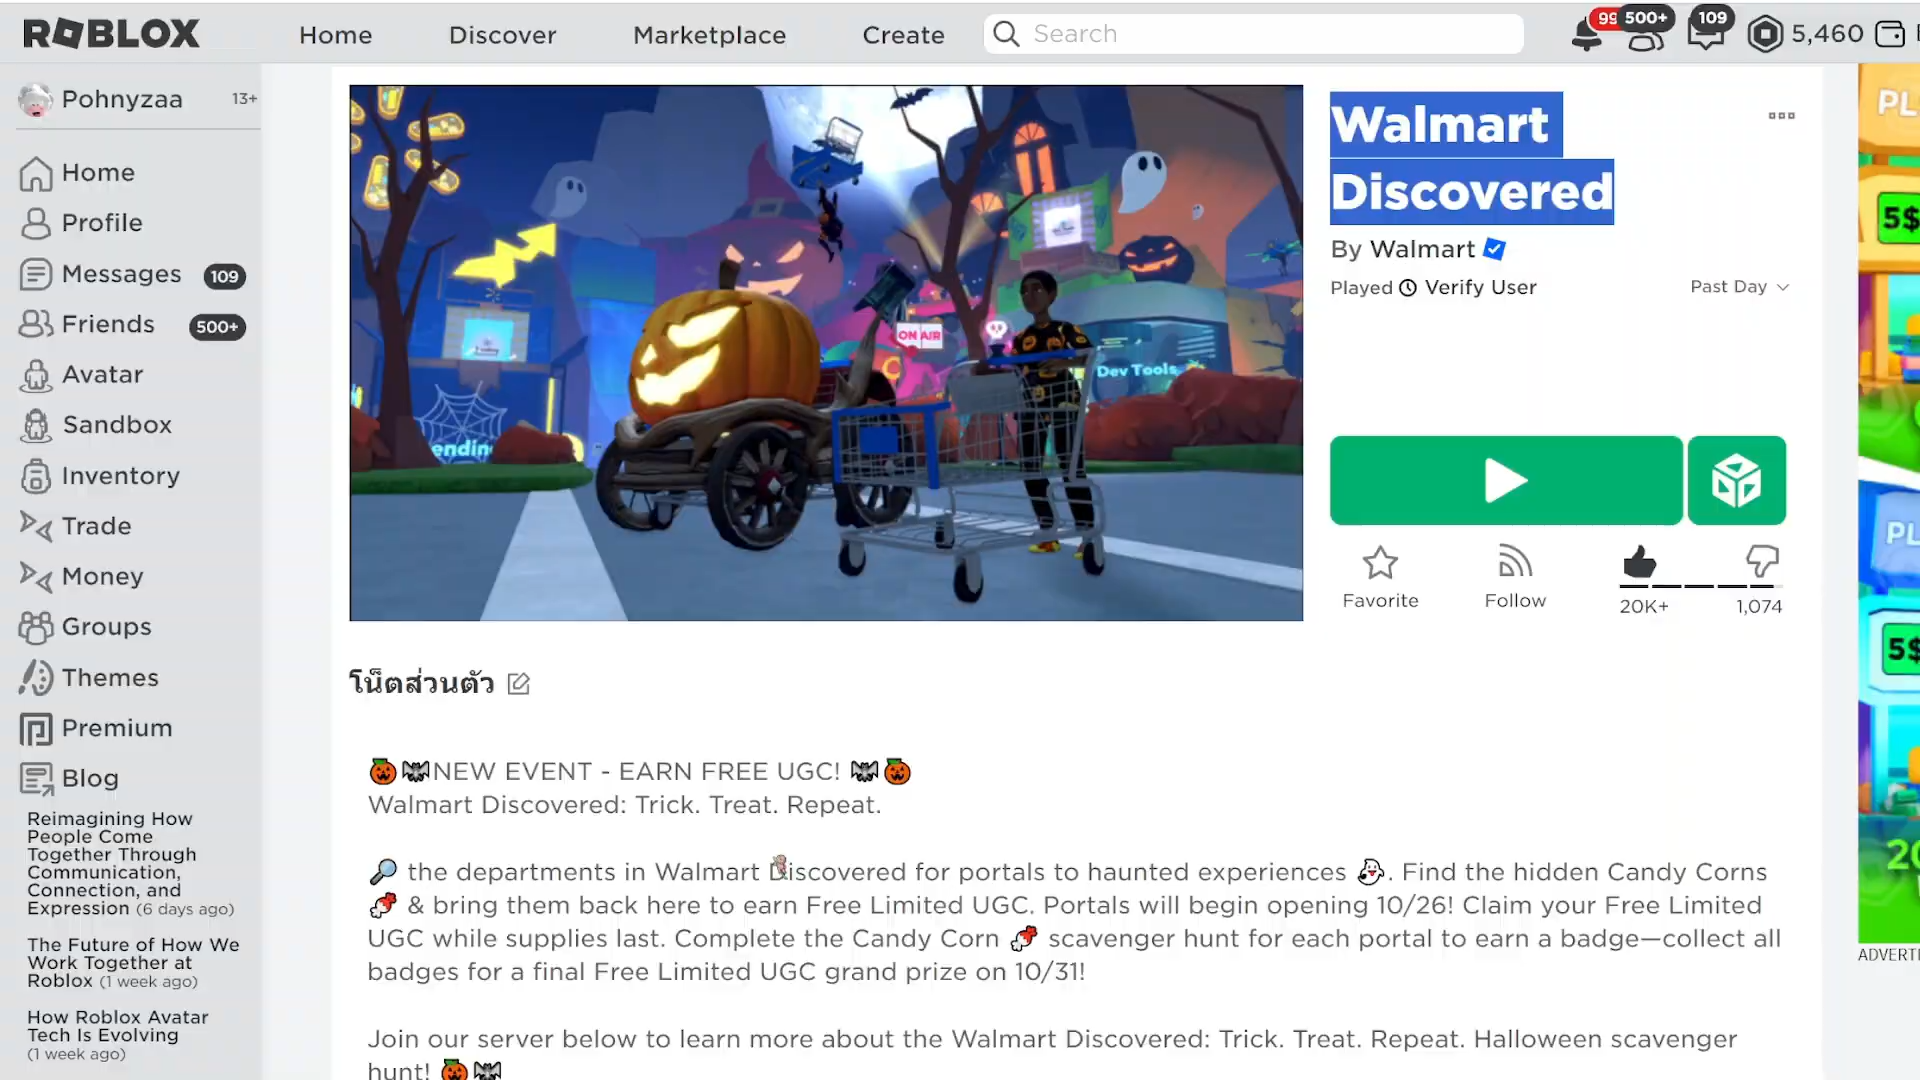 ROBLOX
Home
Discover
Marketplace
Create
Search
99
500+
109
5,460
Pohnyzaa
13+
Home
Profile
Messages
109
Friends
500+
Avatar
Sandbox
Inventory
Trade
Money
Groups
Themes
Premium
Blog
Reimagining How
People Come
Together Through
Communication,
Connection, and
Expression (6 days ago)
The Future of How We
Work Together at
Roblox (1 week ago)
How Roblox Avatar
Tech Is Evolving
(1 week ago)
ON AIR
Dev Tools
ending
Walmart
Discovered
By Walmart
Played Verify User
Past Day
Favorite
Follow
20K+
1,074
โน็ตส่วนตัว
🎃🦇NEW EVENT - EARN FREE UGC! 🦇🎃
Walmart Discovered: Trick. Treat. Repeat.
🔎 the departments in Walmart Discovered for portals to haunted experiences 👻. Find the hidden Candy Corns
🍬 & bring them back here to earn Free Limited UGC. Portals will begin opening 10/26! Claim your Free Limited
UGC while supplies last. Complete the Candy Corn 🍬 scavenger hunt for each portal to earn a badge—collect all
badges for a final Free Limited UGC grand prize on 10/31!
Join our server below to learn more about the Walmart Discovered: Trick. Treat. Repeat. Halloween scavenger
hunt! 🎃🦇
PL
5$
PL
5$
20
ADVERTI